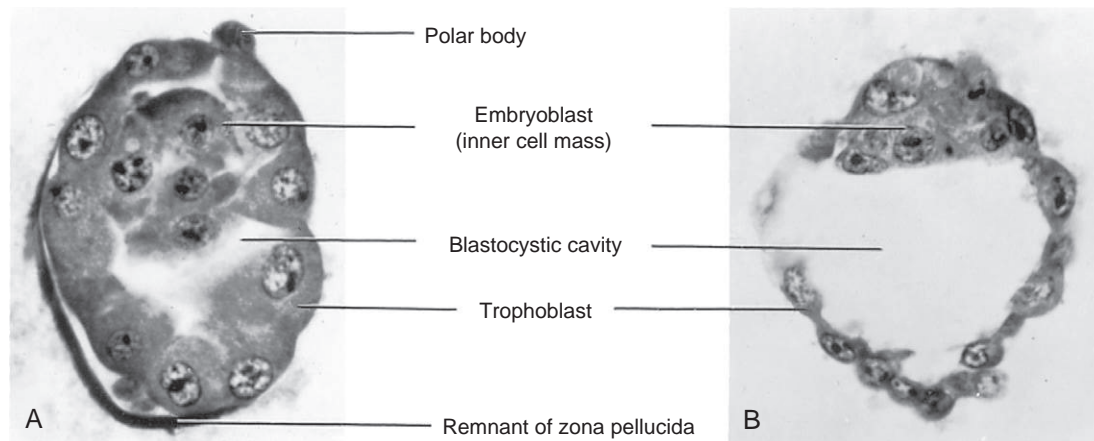 Polar body
Embryoblast
(inner cell mass)
Blastocystic cavity
Trophoblast
Remnant of zona pellucida
A
B